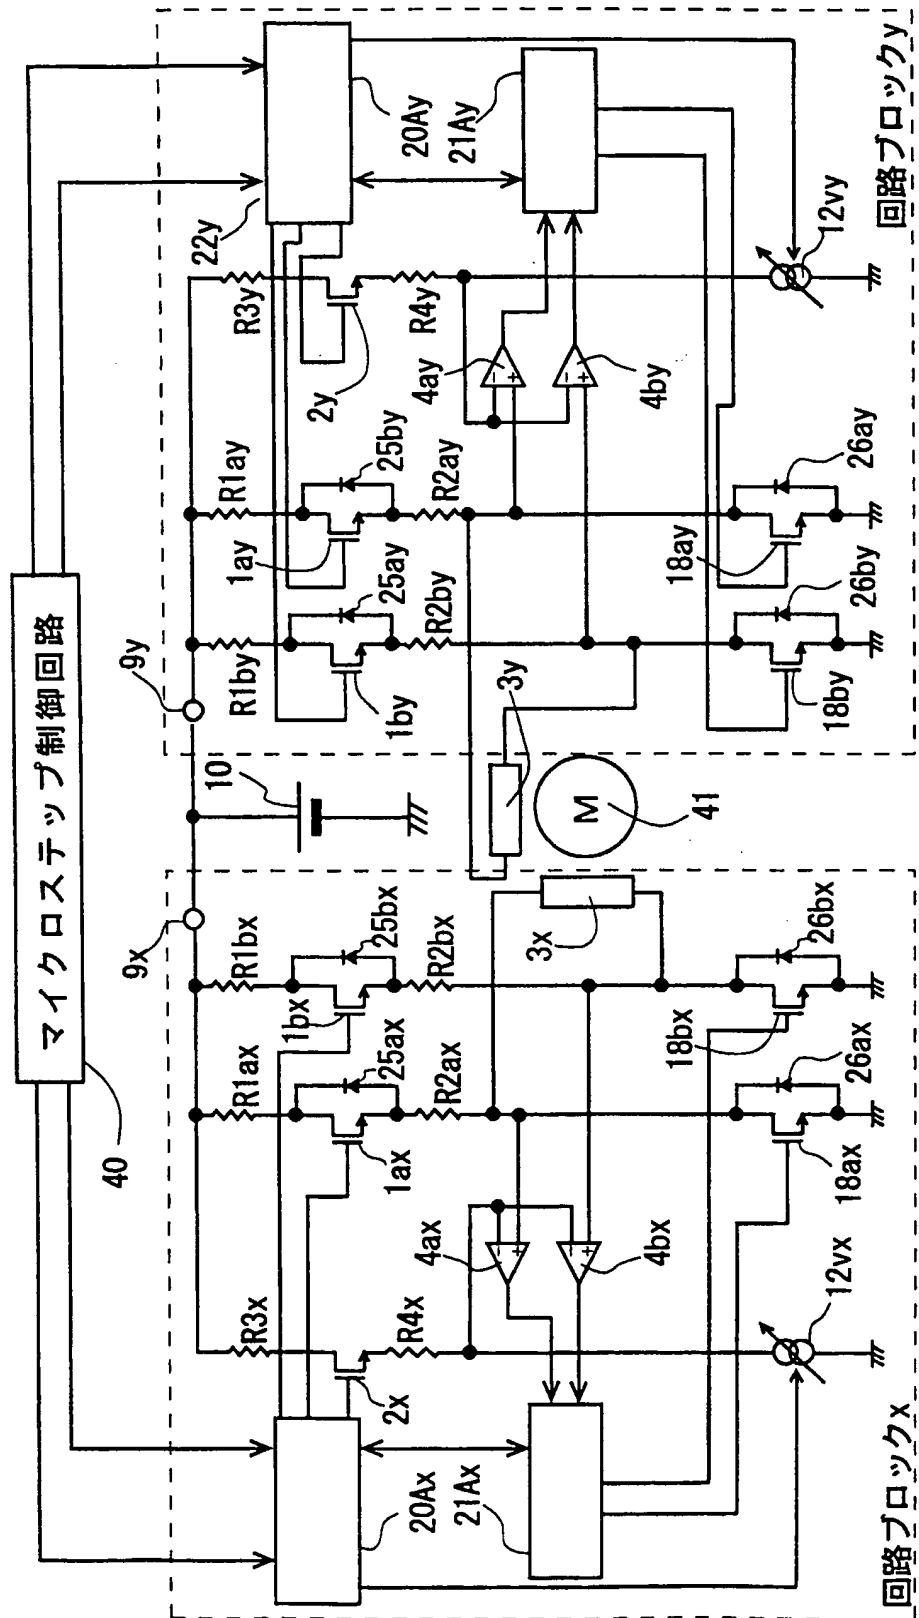 マイクロステップ制御回路
40
9x
9y
10
回路ブロックx
20Ax
21Ax
R3x
2x
R4x
R1ax
1ax
25ax
R2ax
R1bx
1bx
25bx
R2bx
4ax
- +
4bx
- +
3x
12vx
18ax
26ax
18bx
26bx
M
41
3y
R1by
1by
25ay
R2by
R1ay
1ay
25by
R2ay
R3y
2y
R4y
22y
20Ay
21Ay
4ay
- +
4by
- +
18by
26by
18ay
26ay
12vy
回路ブロックy